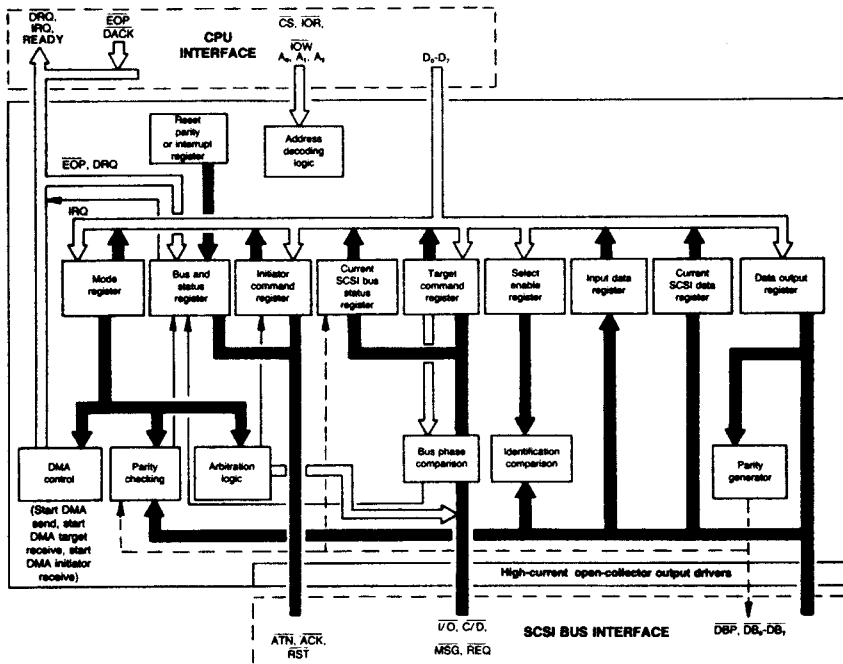 DRQ,
IRQ,
READY
EOP
DACK
CPU
INTERFACE
CS, IOR,
IOW
A₀, A₁, A₂
D₀-D₇
Reset
parity
or interrupt
register
Address
decoding
logic
EOP, DRQ
IRQ
Mode
register
Bus and
status
register
Initiator
command
register
Current
SCSI bus
status
register
Target
command
register
Select
enable
register
Input data
register
Current
SCSI data
register
Data output
register
DMA
control
Parity
checking
Arbitration
logic
Bus phase
comparison
Identification
comparison
Parity
generator
(Start DMA
send, start
DMA target
receive, start
DMA initiator
receive)
High-current open-collector output drivers
ATN, ACK,
RST
I/O, C/D,
MSG, REQ
SCSI BUS INTERFACE
DBP, DB₀-DB₇